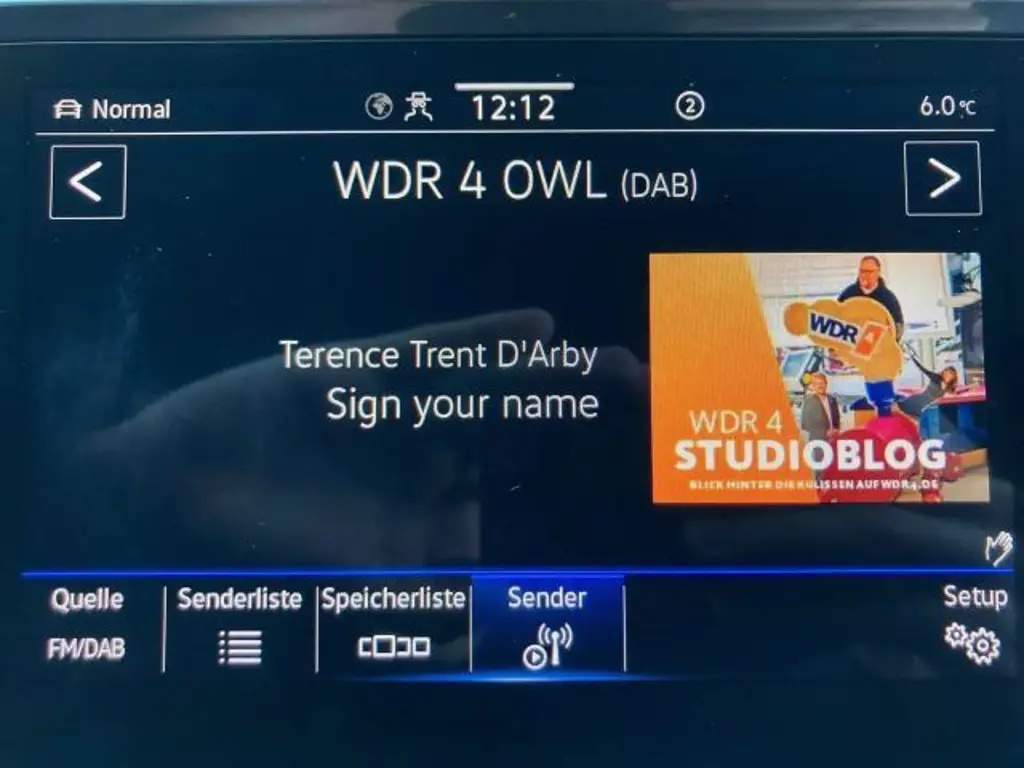 Normal
12:12
2
6.0°C
<
WDR 4 OWL (DAB)
>
Terence Trent D'Arby
Sign your name
WDR
WDR 4
STUDIOBLOG
BLICK HINTER DIE KULISSEN AUF WDR4.DE
Quelle
Senderliste
Speicherliste
Sender
Setup
FM/DAB